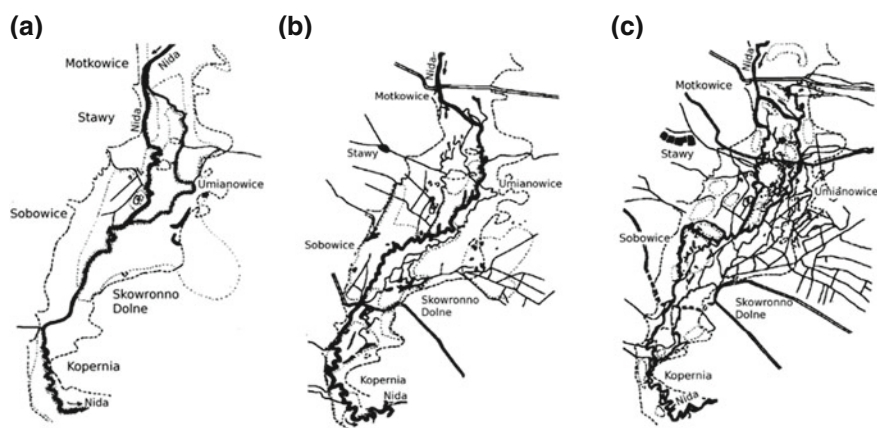 (a)
Nida
Motkowice
Stawy
Nida
Umianowice
Sobowice
Skowronno
Dolne
Kopernia
Nida
(b)
Nida
Motkowice
Stawy
Umianowice
Sobowice
Skowronno
Dolne
Kopernia
Nida
(c)
Nida
Motkowice
Stawy
Umianowice
Sobowice
Skowronno
Dolne
Kopernia
Nida